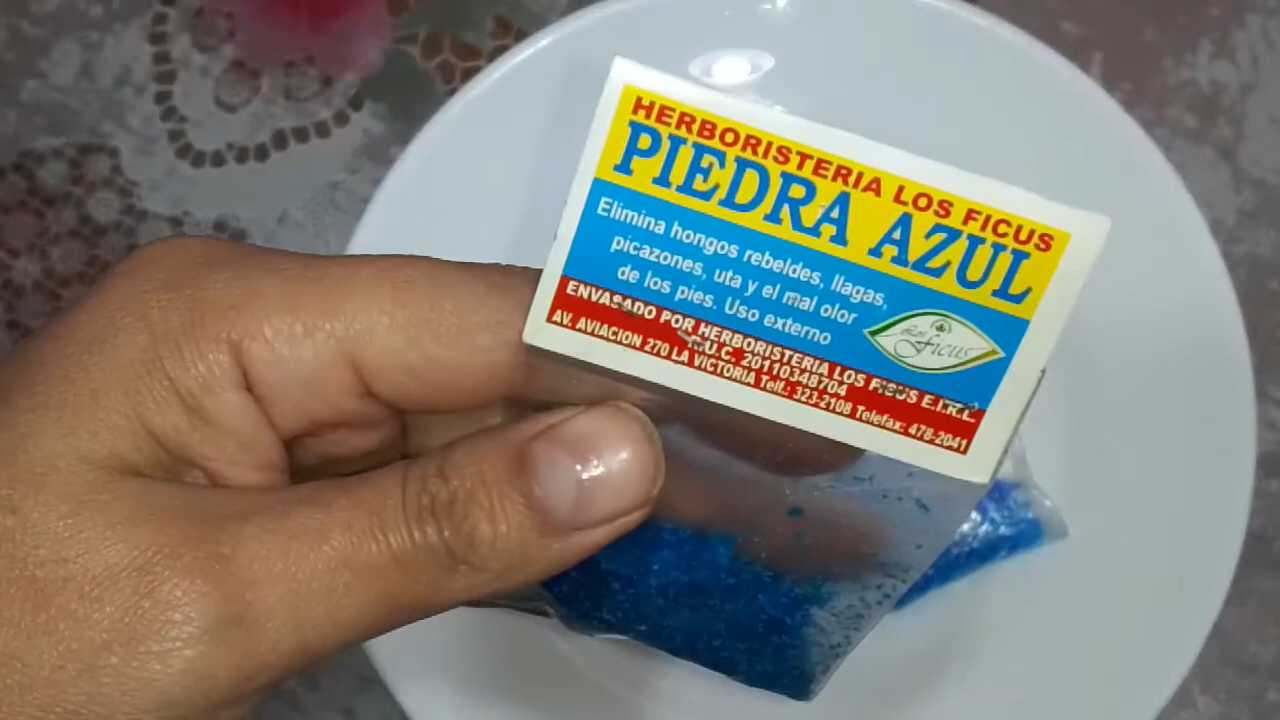 HERBORISTERIA LOS FICUS
PIEDRA AZUL
Elimina hongos rebeldes, llagas,
picazones, uta y el mal olor
de los pies. Uso externo
Ficus
ENVASADO POR HERBORISTERIA LOS FICUS E.I.R.L
R.U.C. 20110348704
AV. AVIACION 270 LA VICTORIA Telf.: 323-2108 Telefax: 478-2041